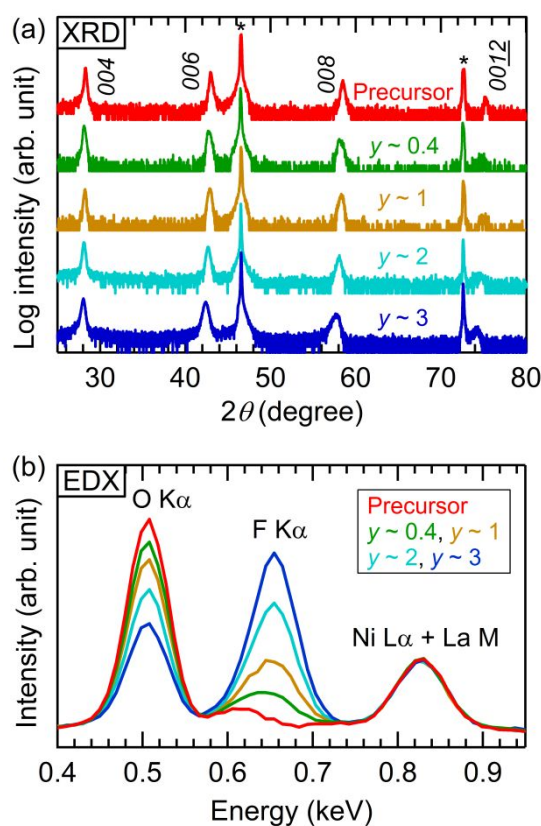 (a) XRD
004
006
*
008
*
0012
Precursor
y ~ 0.4
y ~ 1
y ~ 2
y ~ 3
Log intensity (arb. unit)
30 40 50 60 70 80
2θ (degree)
(b) EDX
O Kα
F Kα
Precursor
y ~ 0.4, y ~ 1
y ~ 2, y ~ 3
Ni Lα + La M
Intensity (arb. unit)
0.4 0.5 0.6 0.7 0.8 0.9
Energy (keV)